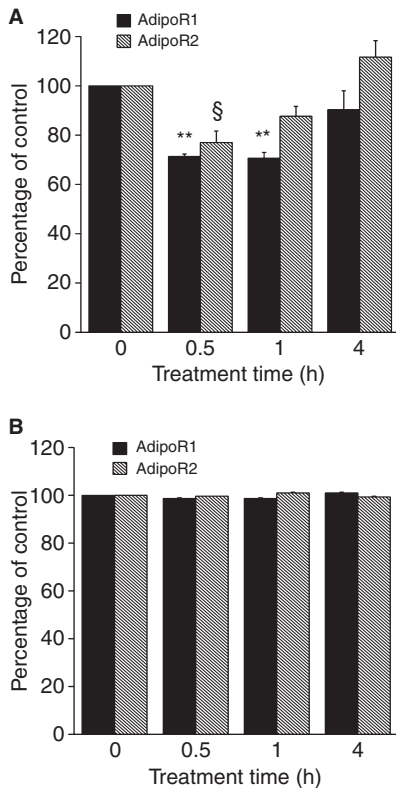 A
AdipoR1
AdipoR2
120
100
80
60
40
20
0
Percentage of control
**
§
**
0 0.5 1 4
Treatment time (h)
B
AdipoR1
AdipoR2
120
100
80
60
40
20
0
Percentage of control
0 0.5 1 4
Treatment time (h)